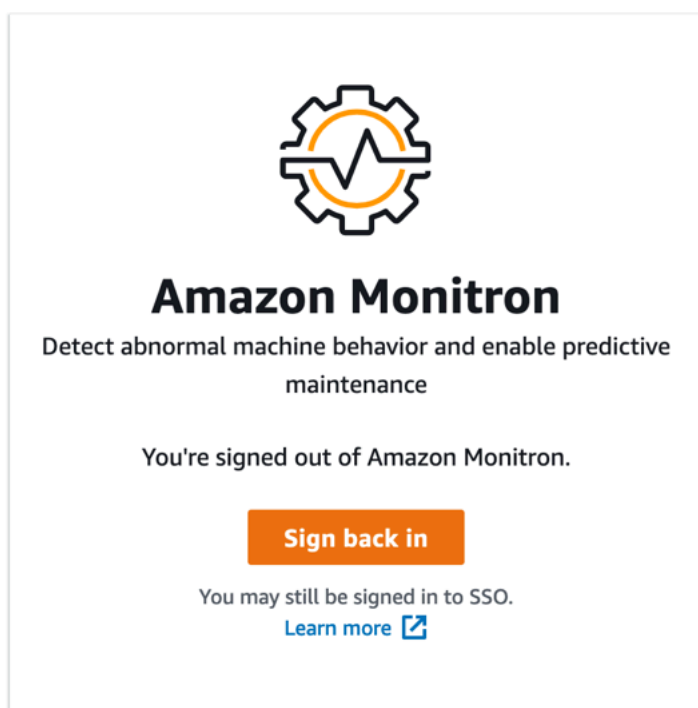 Amazon Monitron
Detect abnormal machine behavior and enable predictive
maintenance
You're signed out of Amazon Monitron.
Sign back in
You may still be signed in to SSO.
Learn more